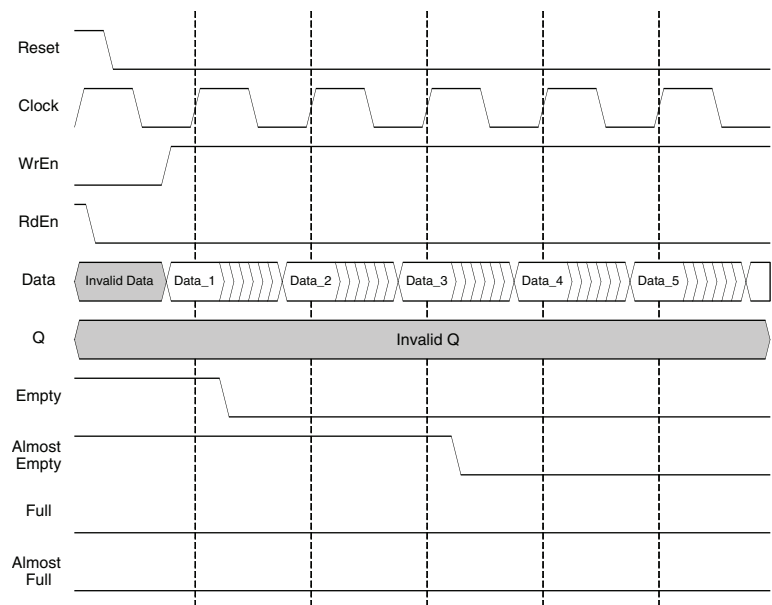 Reset
Clock
WrEn
RdEn
Data
Invalid Data
Data_1
Data_2
Data_3
Data_4
Data_5
Q
Invalid Q
Empty
Almost
Empty
Full
Almost
Full